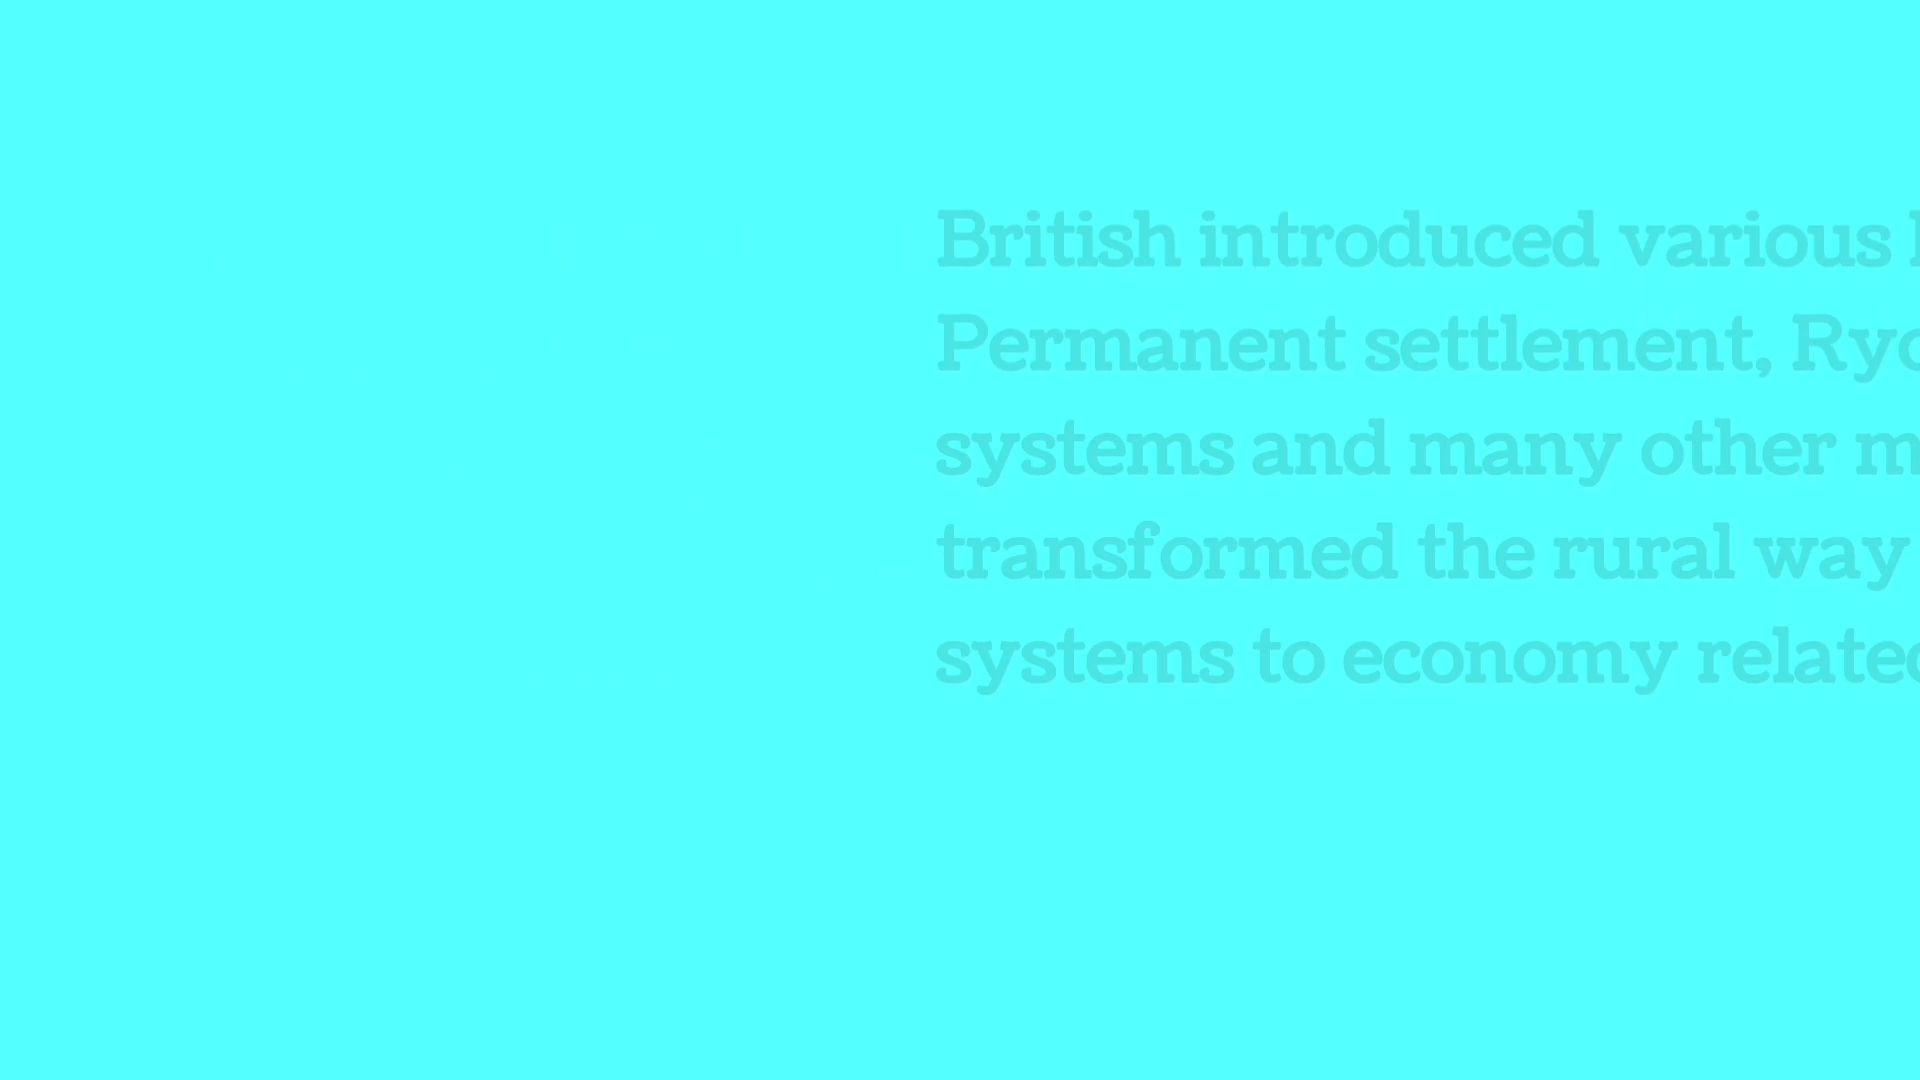 British introduced various
Permanent settlement,
systems and many other
transformed the rural way
systems to economy